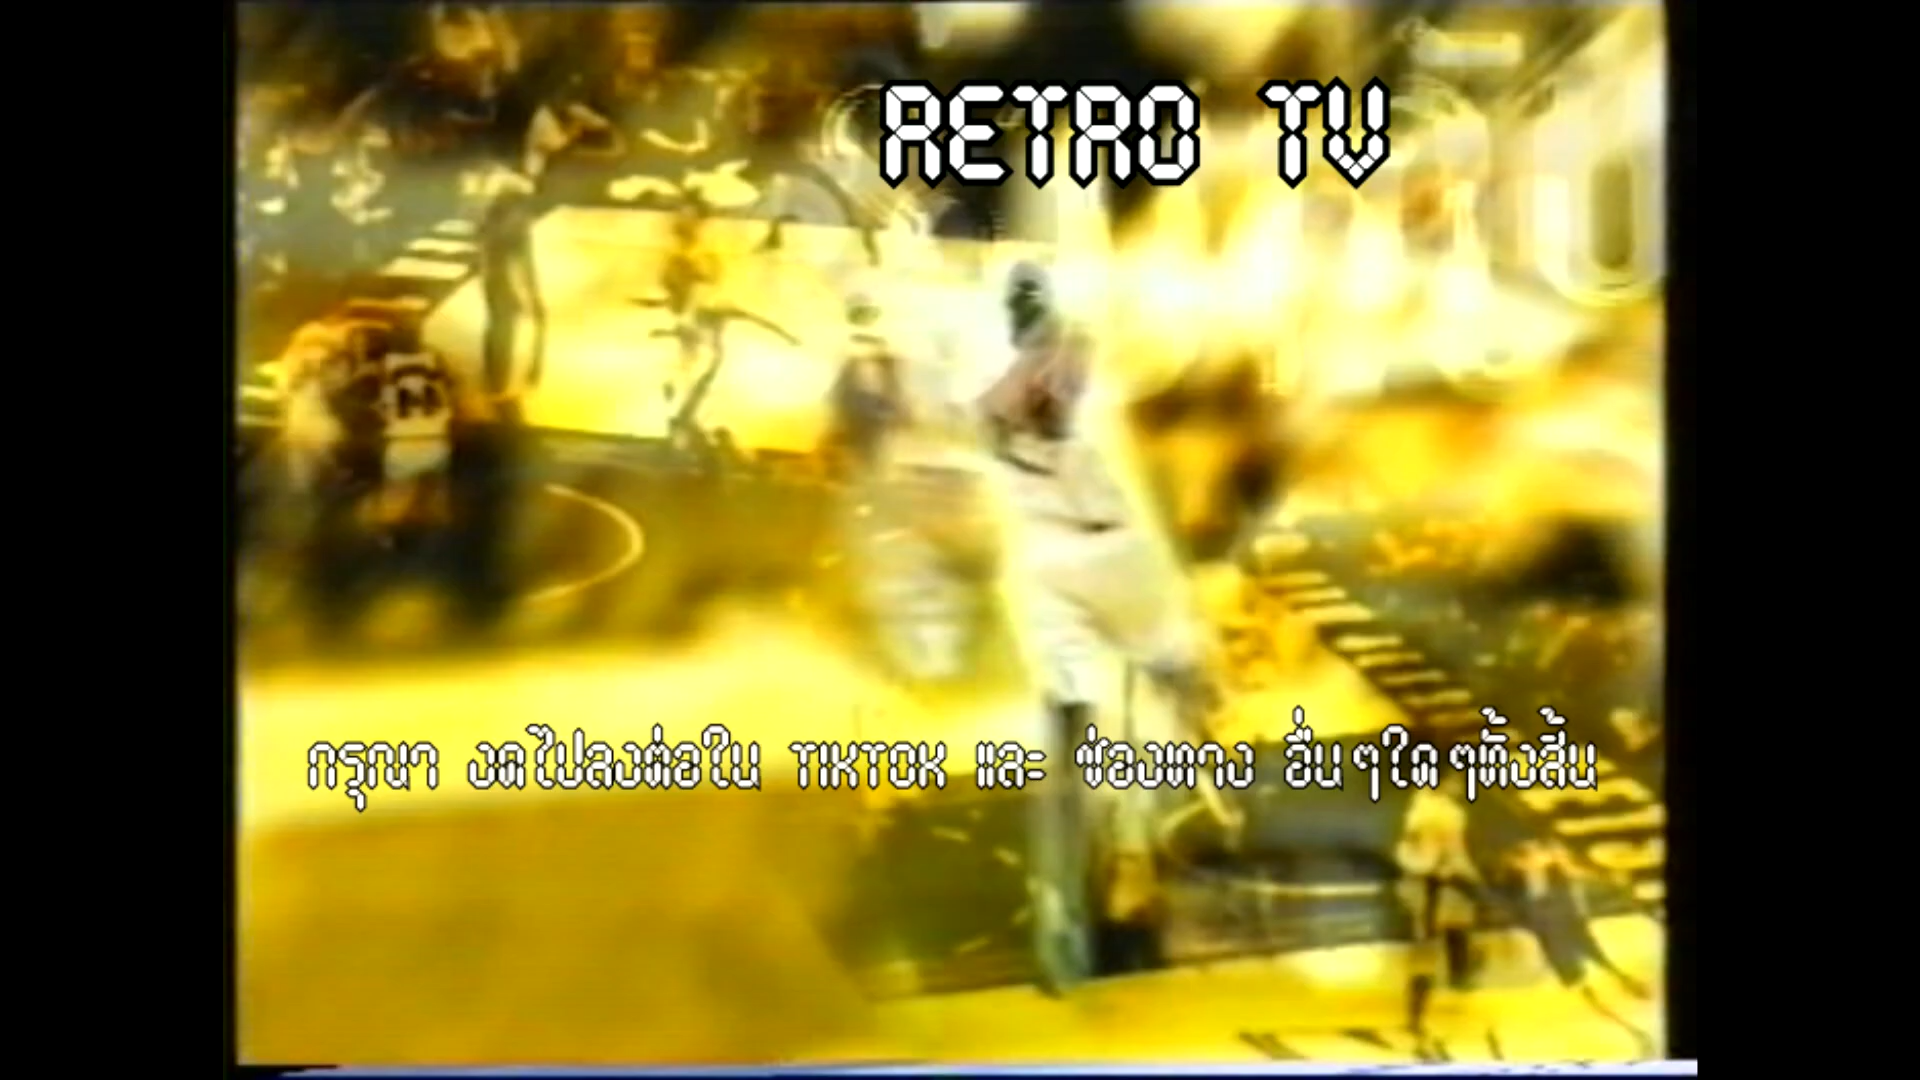 RETRO TV
กรุณา งดไปลงต่อใน TIKTOK และ ช่องทาง อื่นๆใดๆทั้งสิ้น